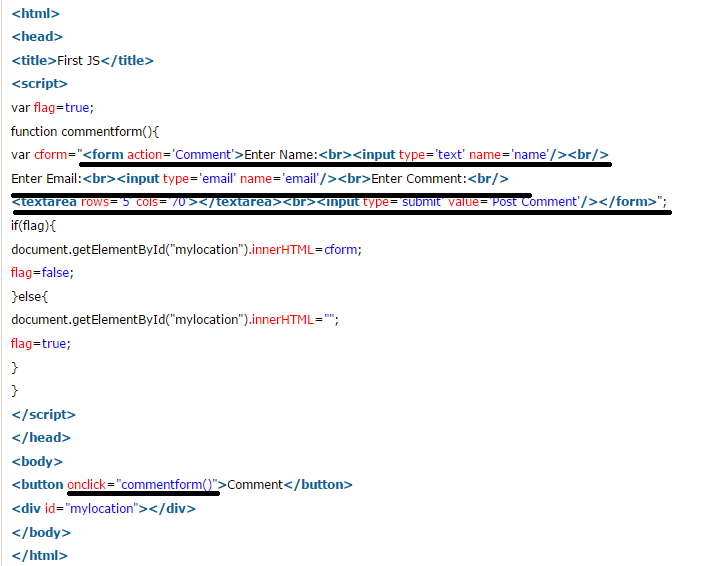 <html>
<head>
<title>First JS</title>
<script>
var flag=true;
function commentform(){
var cform="<form action='Comment'>Enter Name:<br><input type='text' name='name'/><br/>
Enter Email:<br><input type='email' name='email'/><br>Enter Comment:<br/>
<textarea rows='5' cols='70'></textarea><br><input type='submit' value='Post Comment'/></form>";
if(flag){
document.getElementById("mylocation").innerHTML=cform;
flag=false;
}else{
document.getElementById("mylocation").innerHTML="";
flag=true;
}
}
</script>
</head>
<body>
<button onclick="commentform()">Comment</button>
<div id="mylocation"></div>
</body>
</html>